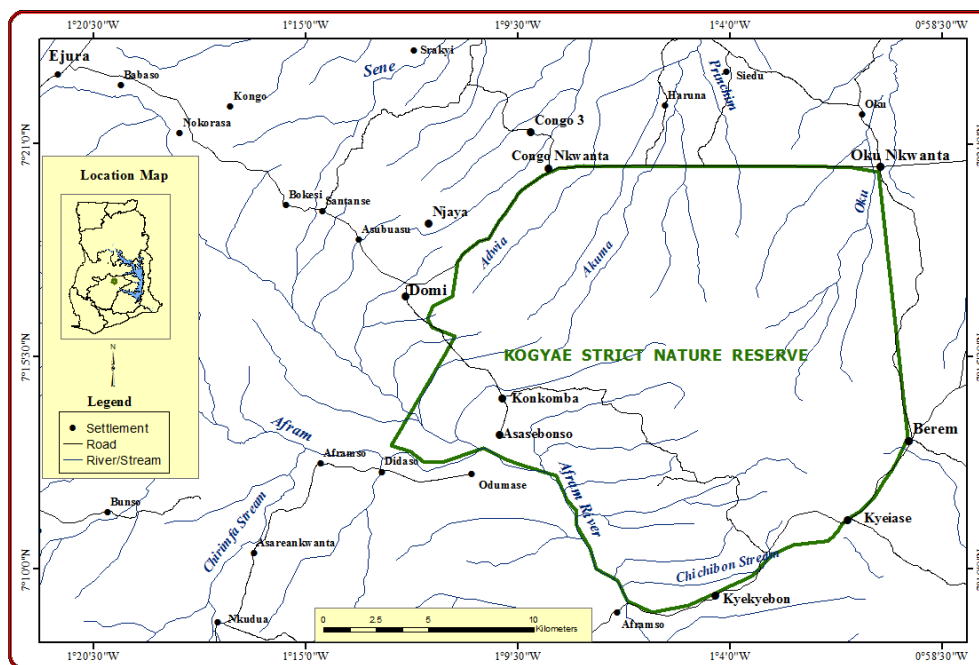 1°20'30"W 1°15'0"W 1°9'30"W 1°4'0"W 0°58'30"W
Ejura
Srakyi
Babaso
Sene
Princhim
Siedu
Kongo
Haruna
Oku
Nokorasa
Congo 3
7°21'0"N
Congo Nkwanta
Oku Nkwanta
Location Map
Bokesi
Santanse
Njaya
Oku
Asubuasu
Adwia
Akuma
Domi
N
7°15'30"N
KOGYAE STRICT NATURE RESERVE
Legend
Settlement
Road
River/Stream
Konkomba
Afram
Asasebonso
Berem
Aframso
Didaso
Odumase
Afram River
Bunso
Chirimfa Stream
Kyeiase
Asareankwanta
Chichibon Stream
7°10'0"N
Kyekyebon
Nkudua
Aframso
0 2.5 5 10
Kilometers
1°20'30"W 1°15'0"W 1°9'30"W 1°4'0"W 0°58'30"W